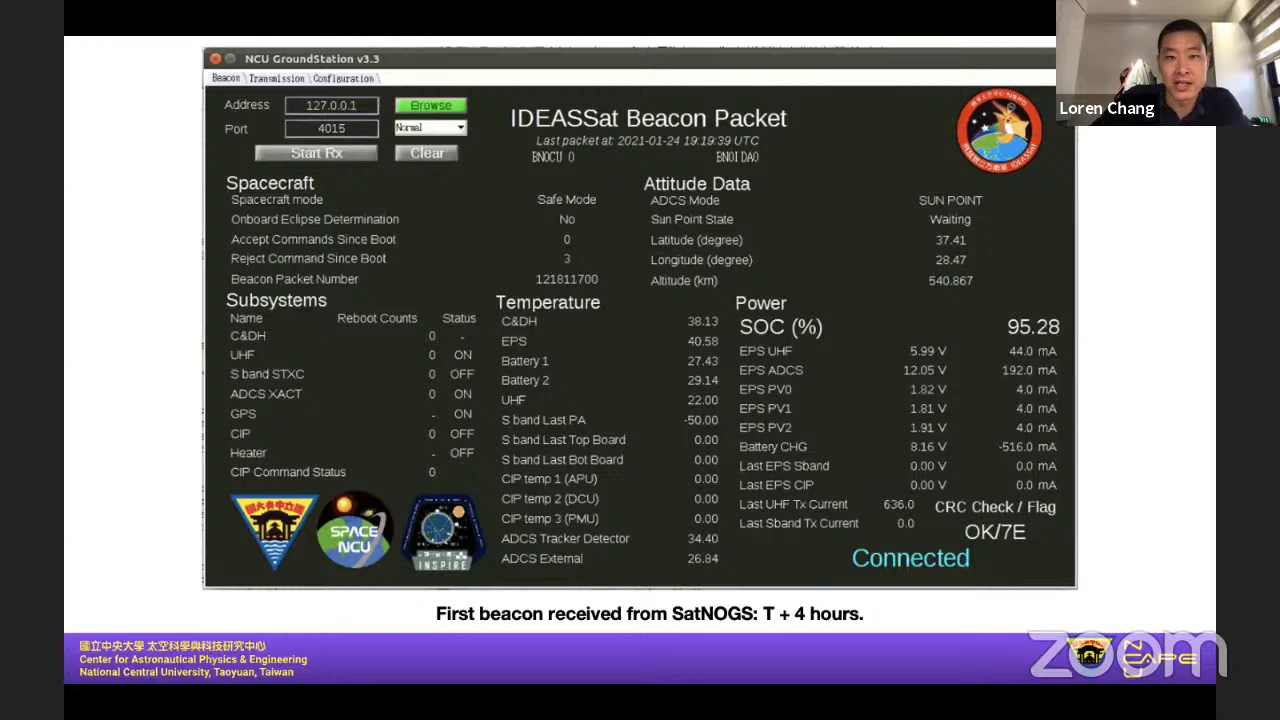 NCU GroundStation v3.3
Beacon Transmission Configuration
Address 127.0.0.1 Browse
Port 4015 Normal
Start Rx Clear
IDEASSat Beacon Packet
Last packet at: 2021-01-24 19:19:39 UTC
BN0CU 0 BN0IDAO
Loren Chang
Spacecraft
Spacecraft mode Safe Mode
Onboard Eclipse Determination No
Accept Commands Since Boot 0
Reject Command Since Boot 3
Beacon Packet Number 121811700
Attitude Data
ADCS Mode SUN POINT
Sun Point State Waiting
Latitude (degree) 37.41
Longitude (degree) 28.47
Altitude (km) 540.867
Subsystems
Name Reboot Counts Status
C&DH 0 -
UHF 0 ON
S band STXC 0 OFF
ADCS XACT 0 ON
GPS - ON
CIP 0 OFF
Heater - OFF
CIP Command Status 0
Temperature
C&DH 38.13
EPS 40.58
Battery 1 27.43
Battery 2 29.14
UHF 22.00
S band Last PA -50.00
S band Last Top Board 0.00
S band Last Bot Board 0.00
CIP temp 1 (APU) 0.00
CIP temp 2 (DCU) 0.00
CIP temp 3 (PMU) 0.00
ADCS Tracker Detector 34.40
ADCS External 26.84
Power
SOC (%) 95.28
EPS UHF 5.99 V 44.0 mA
EPS ADCS 12.05 V 192.0 mA
EPS PV0 1.82 V 4.0 mA
EPS PV1 1.81 V 4.0 mA
EPS PV2 1.91 V 4.0 mA
Battery CHG 8.16 V -516.0 mA
Last EPS Sband 0.00 V 0.0 mA
Last EPS CIP 0.00 V 0.0 mA
Last UHF Tx Current 636.0
Last Sband Tx Current 0.0
CRC Check / Flag
OK/7E
Connected
SPACE
NCU
INSPIRE
First beacon received from SatNOGS: T + 4 hours.
國立中央大學 太空科學與科技研究中心
Center for Astronautical Physics & Engineering
National Central University, Taoyuan, Taiwan
zoom